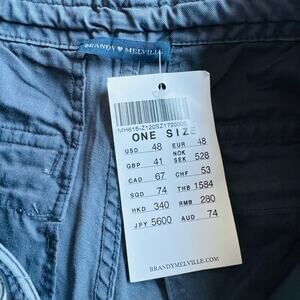 BRANDY♥MELVILLE
MH615-Z120SZ1720000
ONE SIZE
USD 48 EUR 48
GBP 41 NOK SEK 528
CAD 67 CHF 53
SGD 74 THB 1584
HKD 340 RMB 280
JPY 5600 AUD 74
BRANDYMELVILLE.COM